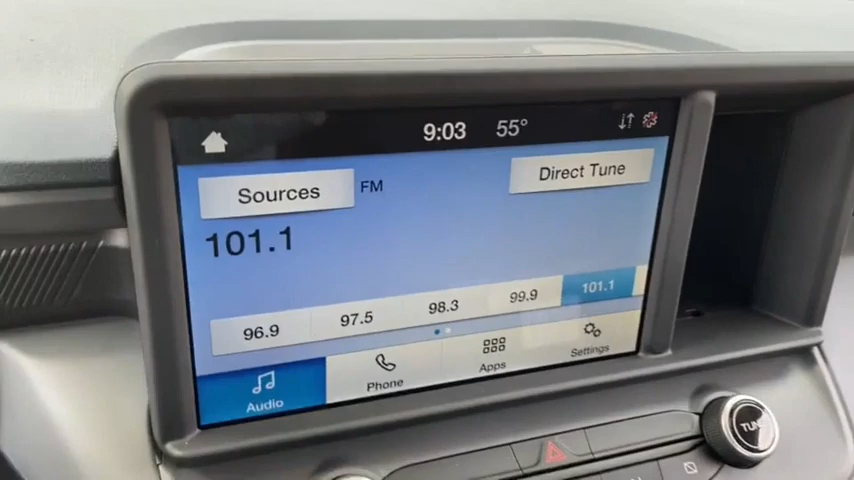 9:03 55°
Sources FM Direct Tune
101.1
96.9 97.5 98.3 99.9 101.1
Audio Phone Apps Settings
TUNE